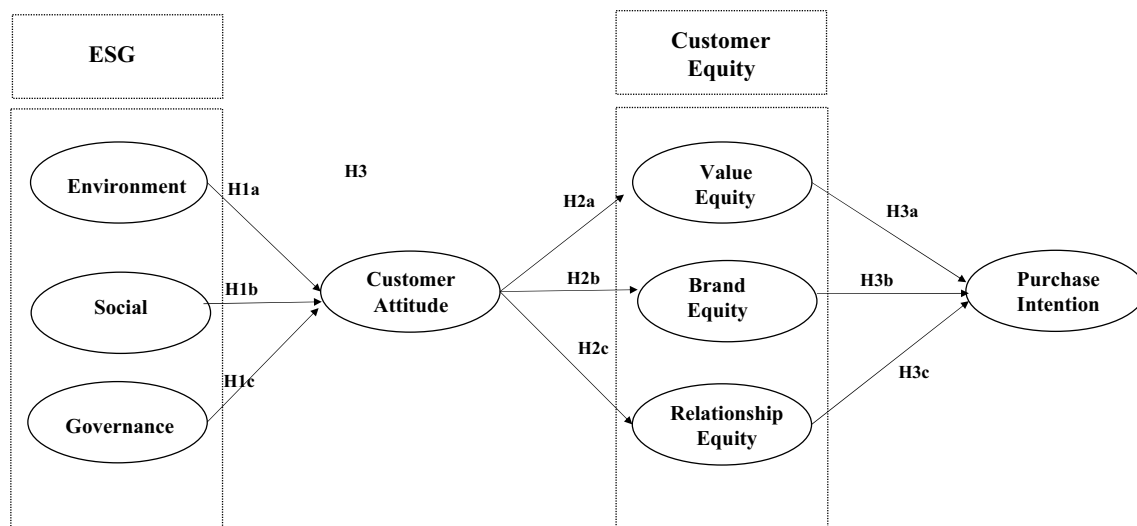 ESG
Customer
Equity
Environment
H1a
H3
Value
Equity
H2a
H3a
Social
H1b
Customer
Attitude
H2b
Brand
Equity
H3b
Purchase
Intention
H1c
H2c
H3c
Governance
Relationship
Equity